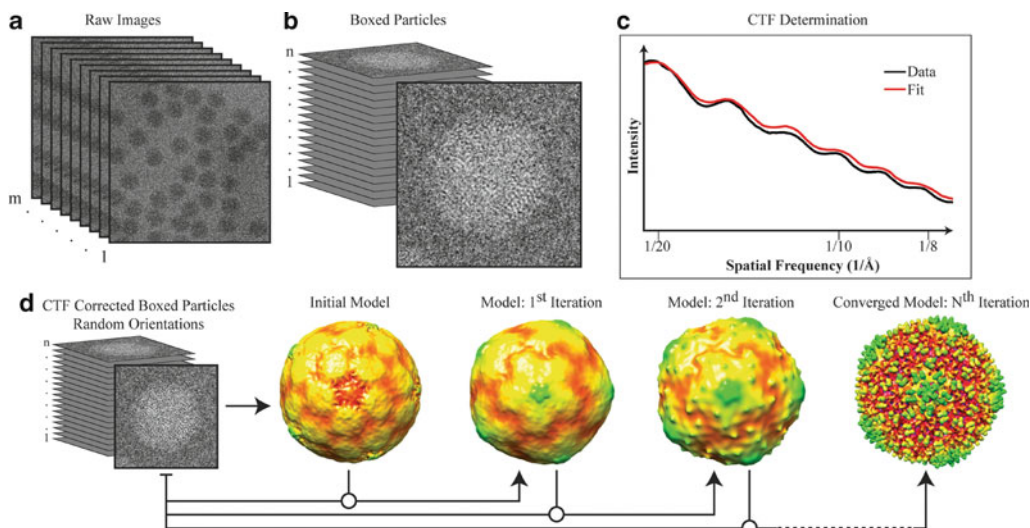 a
Raw Images
m
.
.
.
.
.
l
b
Boxed Particles
n
.
.
.
.
.
l
c
CTF Determination
Data
Fit
Intensity
1/20
1/10
1/8
Spatial Frequency (1/Å)
d
CTF Corrected Boxed Particles
Random Orientations
n
.
.
.
.
.
l
Initial Model
Model: 1st Iteration
Model: 2nd Iteration
Converged Model: Nth Iteration